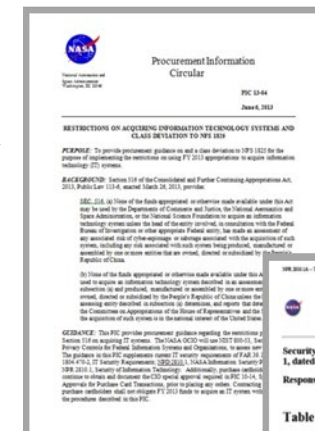 NASA
National Aeronautics and
Space Administration
Washington, DC 20546
Procurement Information
Circular
PIC 13-04
June 6, 2013
RESTRICTIONS ON ACQUIRING INFORMATION TECHNOLOGY SYSTEMS AND
CLASS DEVIATION TO NFS 1825
PURPOSE: To provide procurement guidance on and a class deviation to NFS 1825 for the
purpose of implementing the restrictions on using FY 2013 appropriations to acquire information
technology (IT) systems.
BACKGROUND: Section 516 of the Consolidated and Further Continuing Appropriations Act,
2013, Public Law 113-6, enacted March 26, 2013, provides:
SEC. 516. (a) None of the funds appropriated or otherwise made available under this Act
may be used by the Departments of Commerce and Justice, the National Aeronautics and
Space Administration, or the National Science Foundation to acquire an information
technology system unless the head of the entity involved, in consultation with the Federal
Bureau of Investigation or other appropriate Federal entity, has made an assessment of
any associated risk of cyber-espionage or sabotage associated with the acquisition of such
system, including any risk associated with such system being produced, manufactured or
assembled by one or more entities that are owned, directed or subsidized by the People's
Republic of China.
(b) None of the funds appropriated or otherwise made available under this
used to acquire an information technology system described in an assessment
subsection (a) and produced, manufactured or assembled by one or more
owned, directed or subsidized by the People's Republic of China unless the
assessing entity described in subsection (a) determines, and reports that
the Committees on Appropriations of the House of Representatives and the
the acquisition of such system is in the national interest of the United States.
GUIDANCE: This PIC provides procurement guidance regarding the restrictions
Section 516 on acquiring IT systems. The NASA OCIO will use NIST 800-53,
Privacy Controls for Federal Information Systems and Organizations, to assess new
The guidance in this PIC supplements current IT security requirements of FAR 39.
1804.470-2, IT Security Requirements, NPD 2810.1, NASA Information Security
NPR 2810.1, Security of Information Technology. Additionally, purchase
continue to obtain and document the CIO special approval required in PIC 10-14,
Approvals for Purchase Card Transactions, prior to placing any orders. Contracting
purchase cardholders shall not obligate FY 2013 funds to acquire an IT system
the procedures described in this PIC.
Security
1, dated
Respons
Table